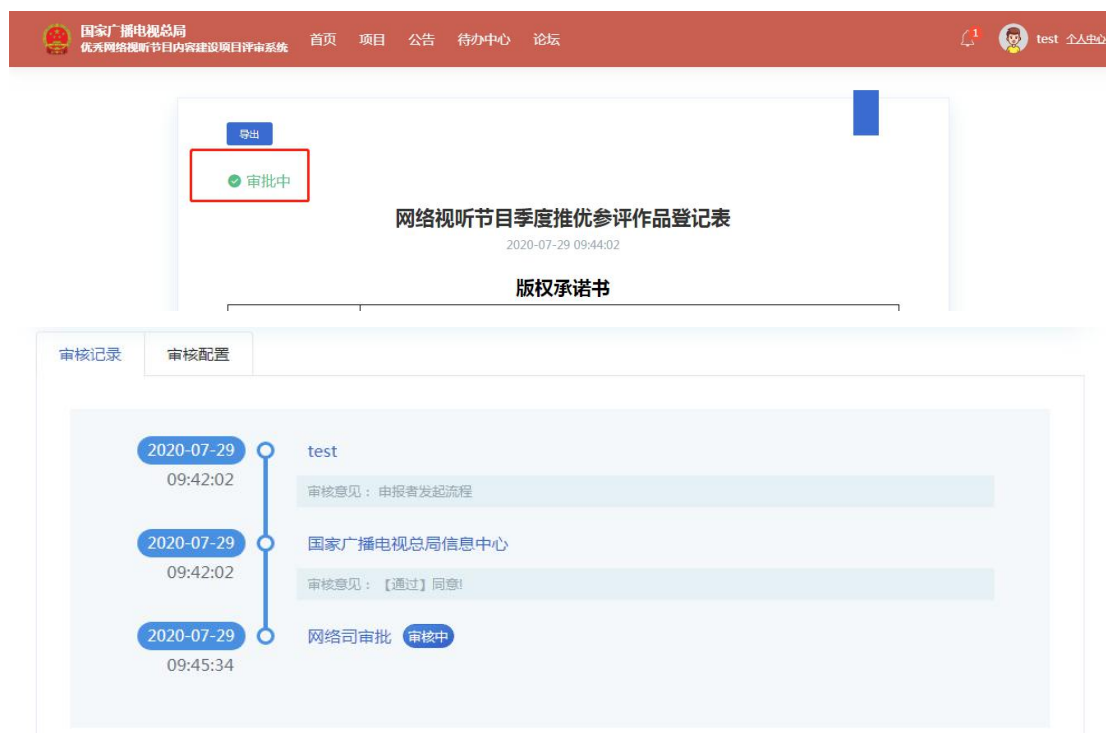 国家广播电视总局
优秀网络视听节目内容建设项目评审系统
首页 项目 公告 待办中心 论坛
1
test 个人中心
导出
审批中
网络视听节目季度推优参评作品登记表
2020-07-29 09:44:02
版权承诺书
审核记录 审核配置
2020-07-29 test
09:42:02
审核意见： 申报者发起流程
2020-07-29 国家广播电视总局信息中心
09:42:02
审核意见： 【通过】同意!
2020-07-29 网络司审批 审核中
09:45:34